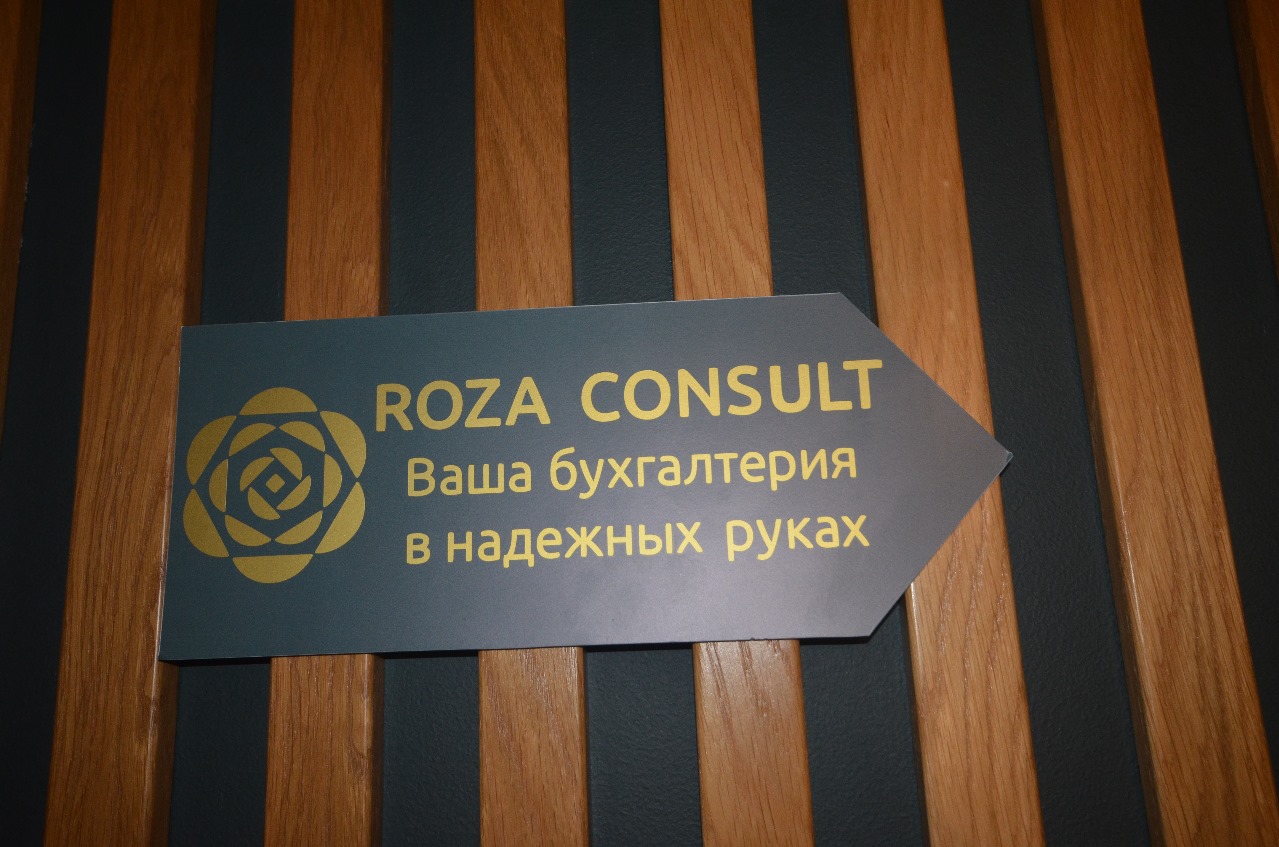 ROZA CONSULT
Ваша бухгалтерия
в надежных руках